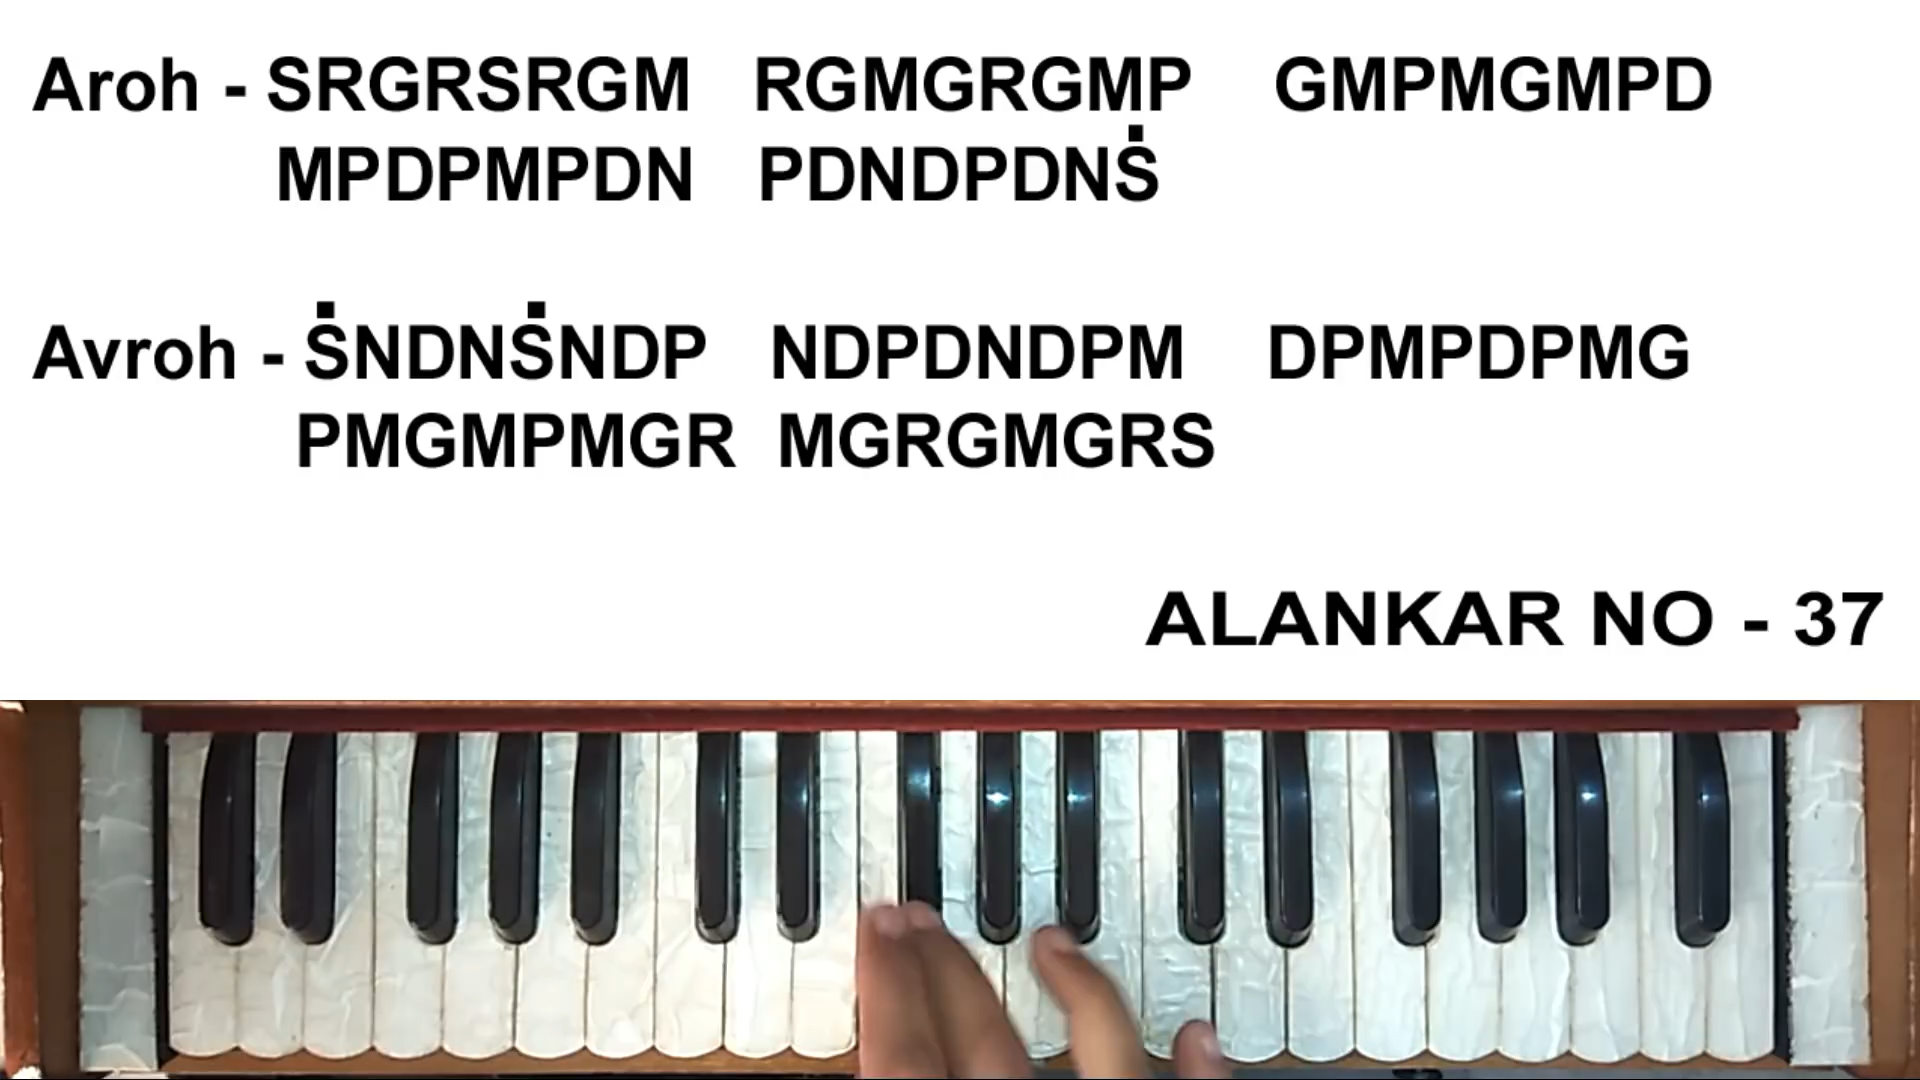 Aroh - SRGRSRGM RGMGRGMP GMPMGMPD
MPDPMPDN PDNDPDNṠ
Avroh - ṠNDNṠNDP NDPDNDPM DPMPDPMG
PMGMPMGR MGRGMGRS
ALANKAR NO - 37